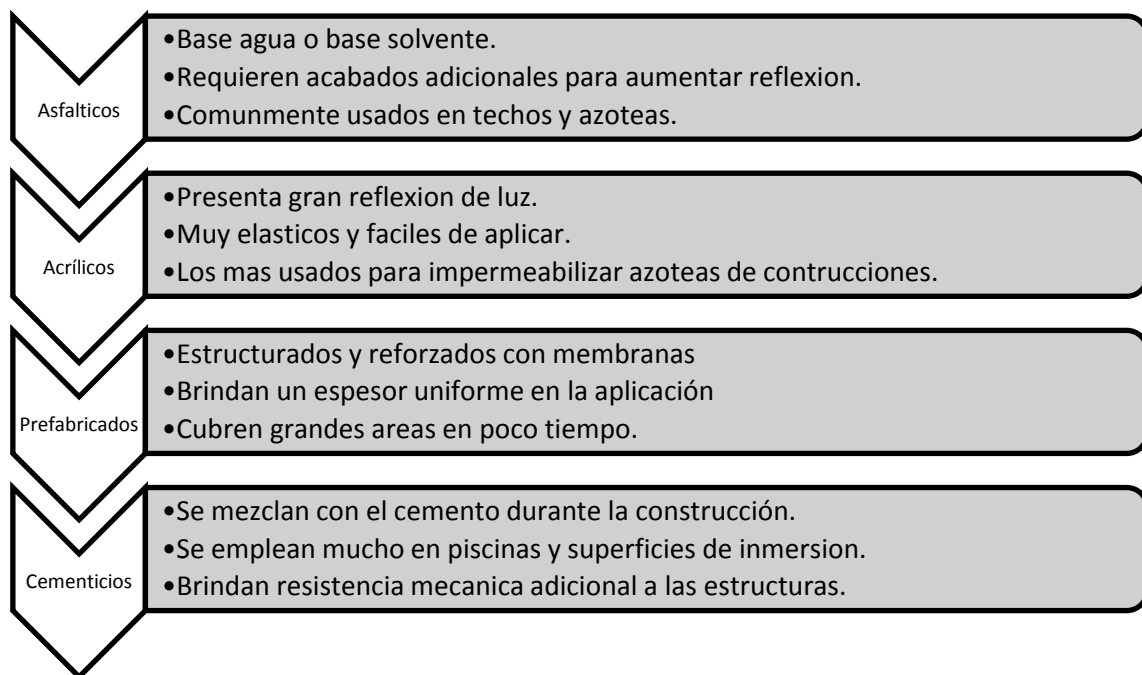 Asfalticos
•Base agua o base solvente.
•Requieren acabados adicionales para aumentar reflexion.
•Comunmente usados en techos y azoteas.
Acrílicos
•Presenta gran reflexion de luz.
•Muy elasticos y faciles de aplicar.
•Los mas usados para impermeabilizar azoteas de contrucciones.
Prefabricados
•Estructurados y reforzados con membranas
•Brindan un espesor uniforme en la aplicación
•Cubren grandes areas en poco tiempo.
Cementicios
•Se mezclan con el cemento durante la construcción.
•Se emplean mucho en piscinas y superficies de inmersion.
•Brindan resistencia mecanica adicional a las estructuras.